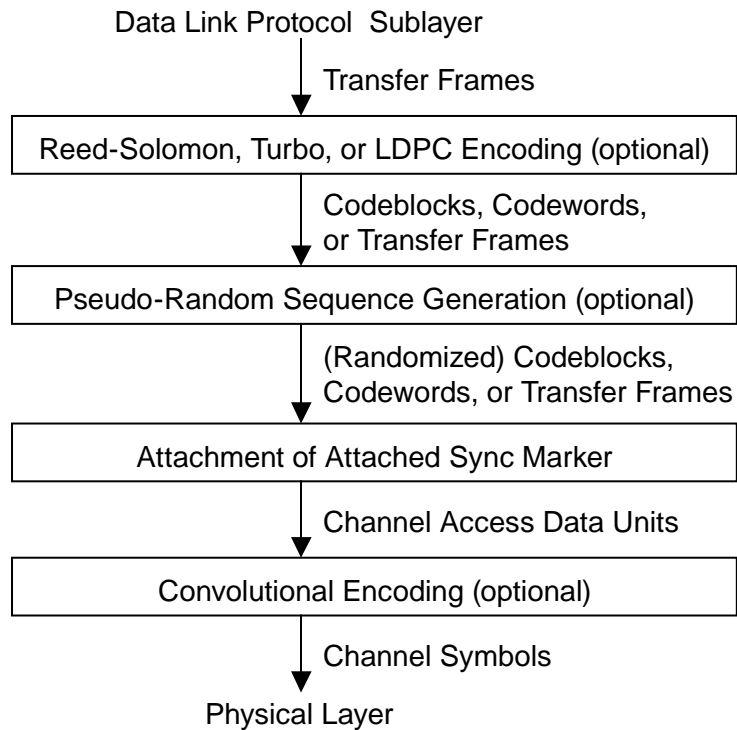 Data Link Protocol Sublayer
Transfer Frames
Reed-Solomon, Turbo, or LDPC Encoding (optional)
Codeblocks, Codewords,
or Transfer Frames
Pseudo-Random Sequence Generation (optional)
(Randomized) Codeblocks,
Codewords, or Transfer Frames
Attachment of Attached Sync Marker
Channel Access Data Units
Convolutional Encoding (optional)
Channel Symbols
Physical Layer